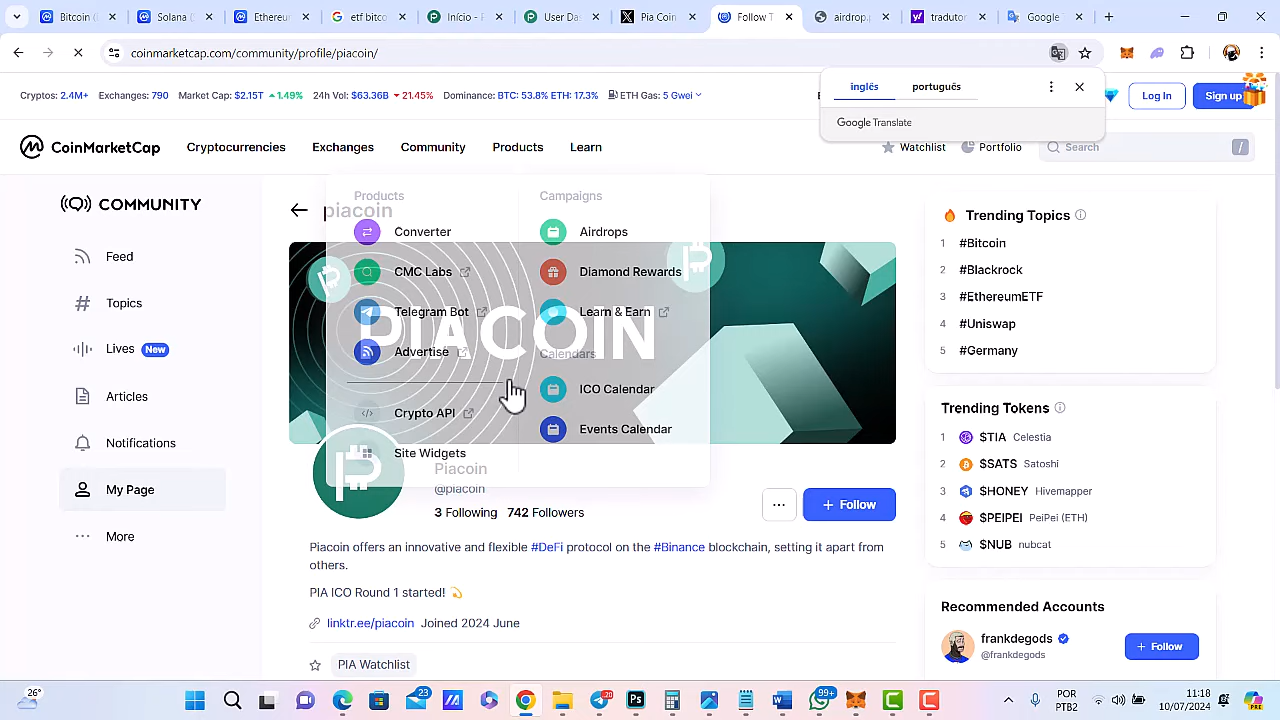 Bitcoin (
Solana (
Ethereum
etf bitco
Início -
User Da
Pia Coin
Follow T
airdrop.
tradutor
Google
coinmarketcap.com/community/profile/piacoin/
inglês português
Google Translate
Cryptos: 2.4M+ Exchanges: 790 Market Cap: $2.15T 1.49% 24h Vol: $63.36B 21.45% Dominance: BTC: 53.8% ETH: 17.3% ETH Gas: 5 Gwei
Log In
Sign up
CoinMarketCap
Cryptocurrencies Exchanges Community Products Learn
Watchlist Portfolio Search /
COMMUNITY
Feed
Topics
Lives New
Articles
Notifications
My Page
More
piacoin
Products
Converter
CMC Labs
Telegram Bot
Advertise
Crypto API
Site Widgets
Campaigns
Airdrops
Diamond Rewards
Learn & Earn
Calendars
ICO Calendar
Events Calendar
PIACOIN
Piacoin
@piacoin
3 Following 742 Followers
... + Follow
Piacoin offers an innovative and flexible #DeFi protocol on the #Binance blockchain, setting it apart from
others.
PIA ICO Round 1 started! 💫
linktr.ee/piacoin Joined 2024 June
PIA Watchlist
Trending Topics
1 #Bitcoin
2 #Blackrock
3 #EthereumETF
4 #Uniswap
5 #Germany
Trending Tokens
1 $TIA Celestia
2 $SATS Satoshi
3 $HONEY Hivemapper
4 $PEIPEI PeiPei (ETH)
5 $NUB nubcat
Recommended Accounts
frankdegods
@frankdegods
+ Follow
26°
23
20
99+
POR
PTB2
11:18
10/07/2024
PRE